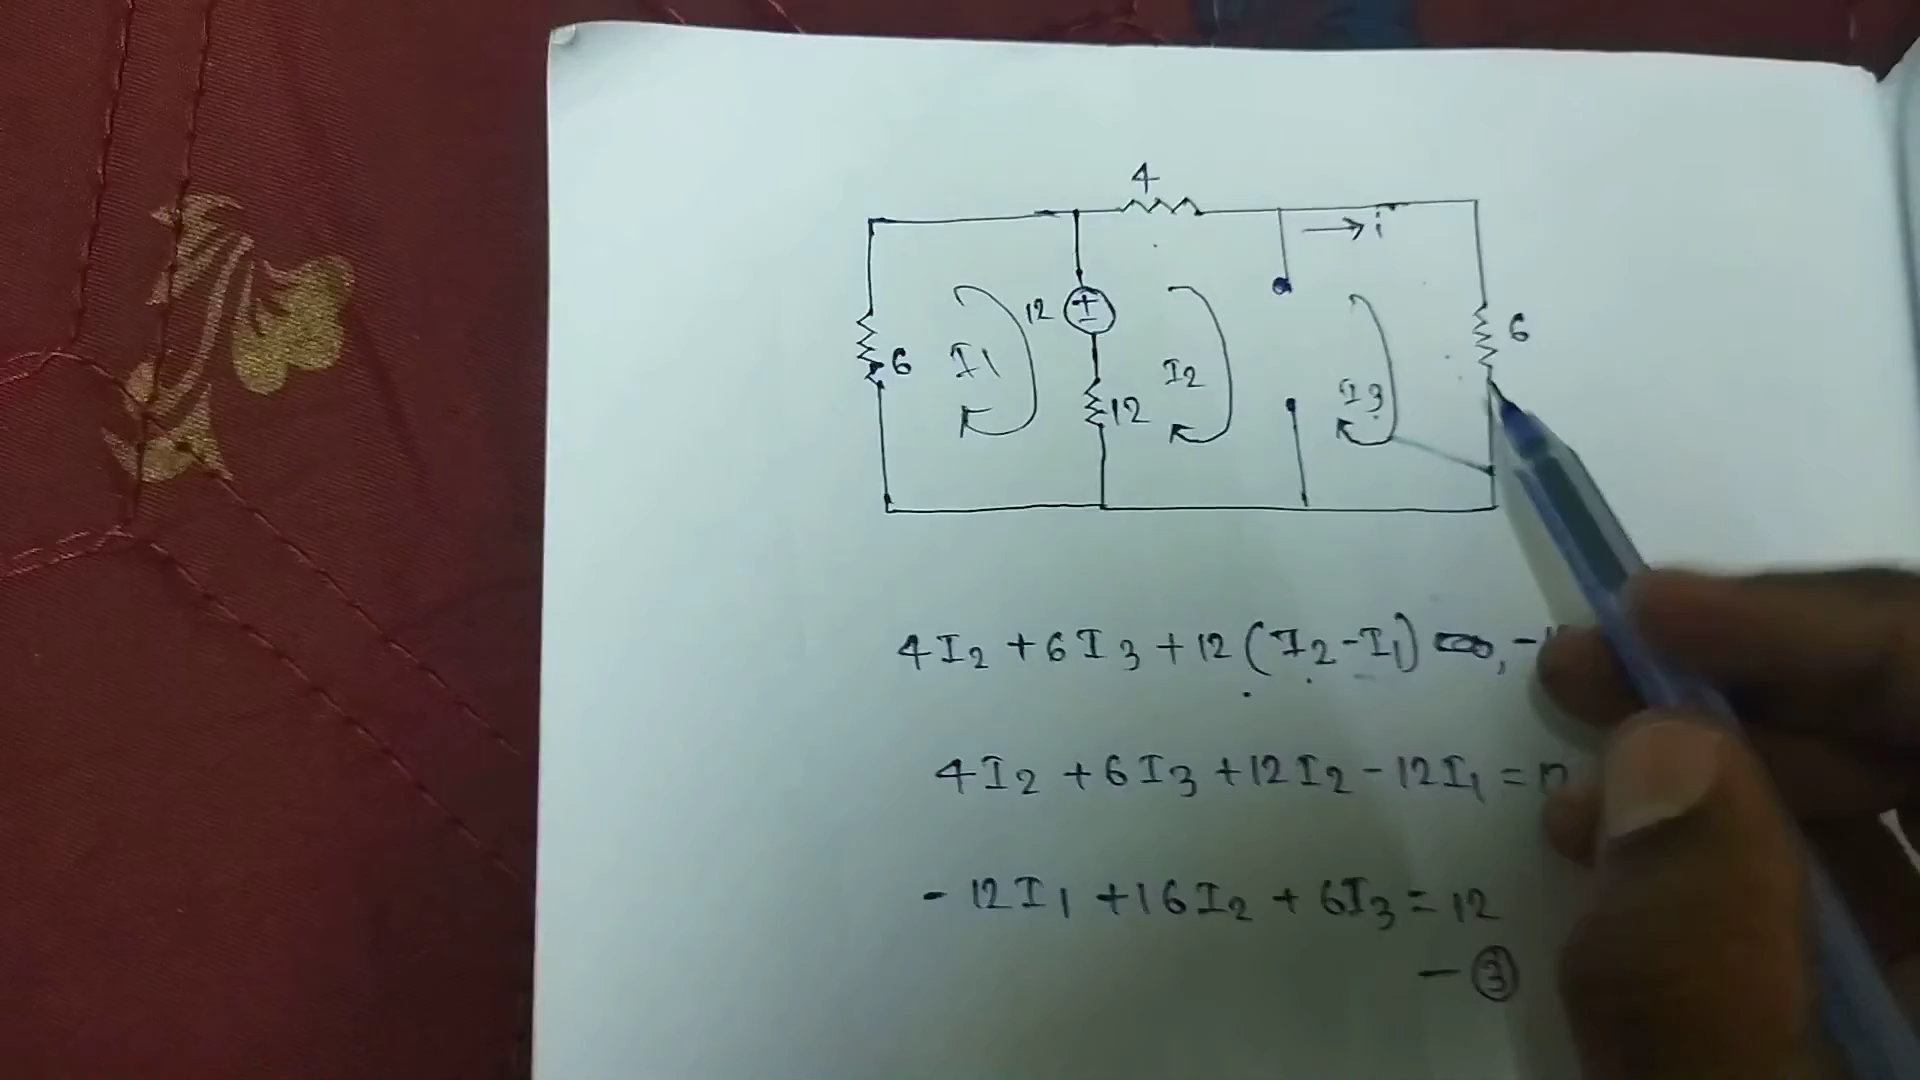 4
→ i
12
6
I1
12
I2
I3
6
4I2 + 6I3 + 12 (I2 - I1) , -
4I2 + 6I3 + 12I2 - 12I1 =
- 12I1 + 16I2 + 6I3 = 12
- ③